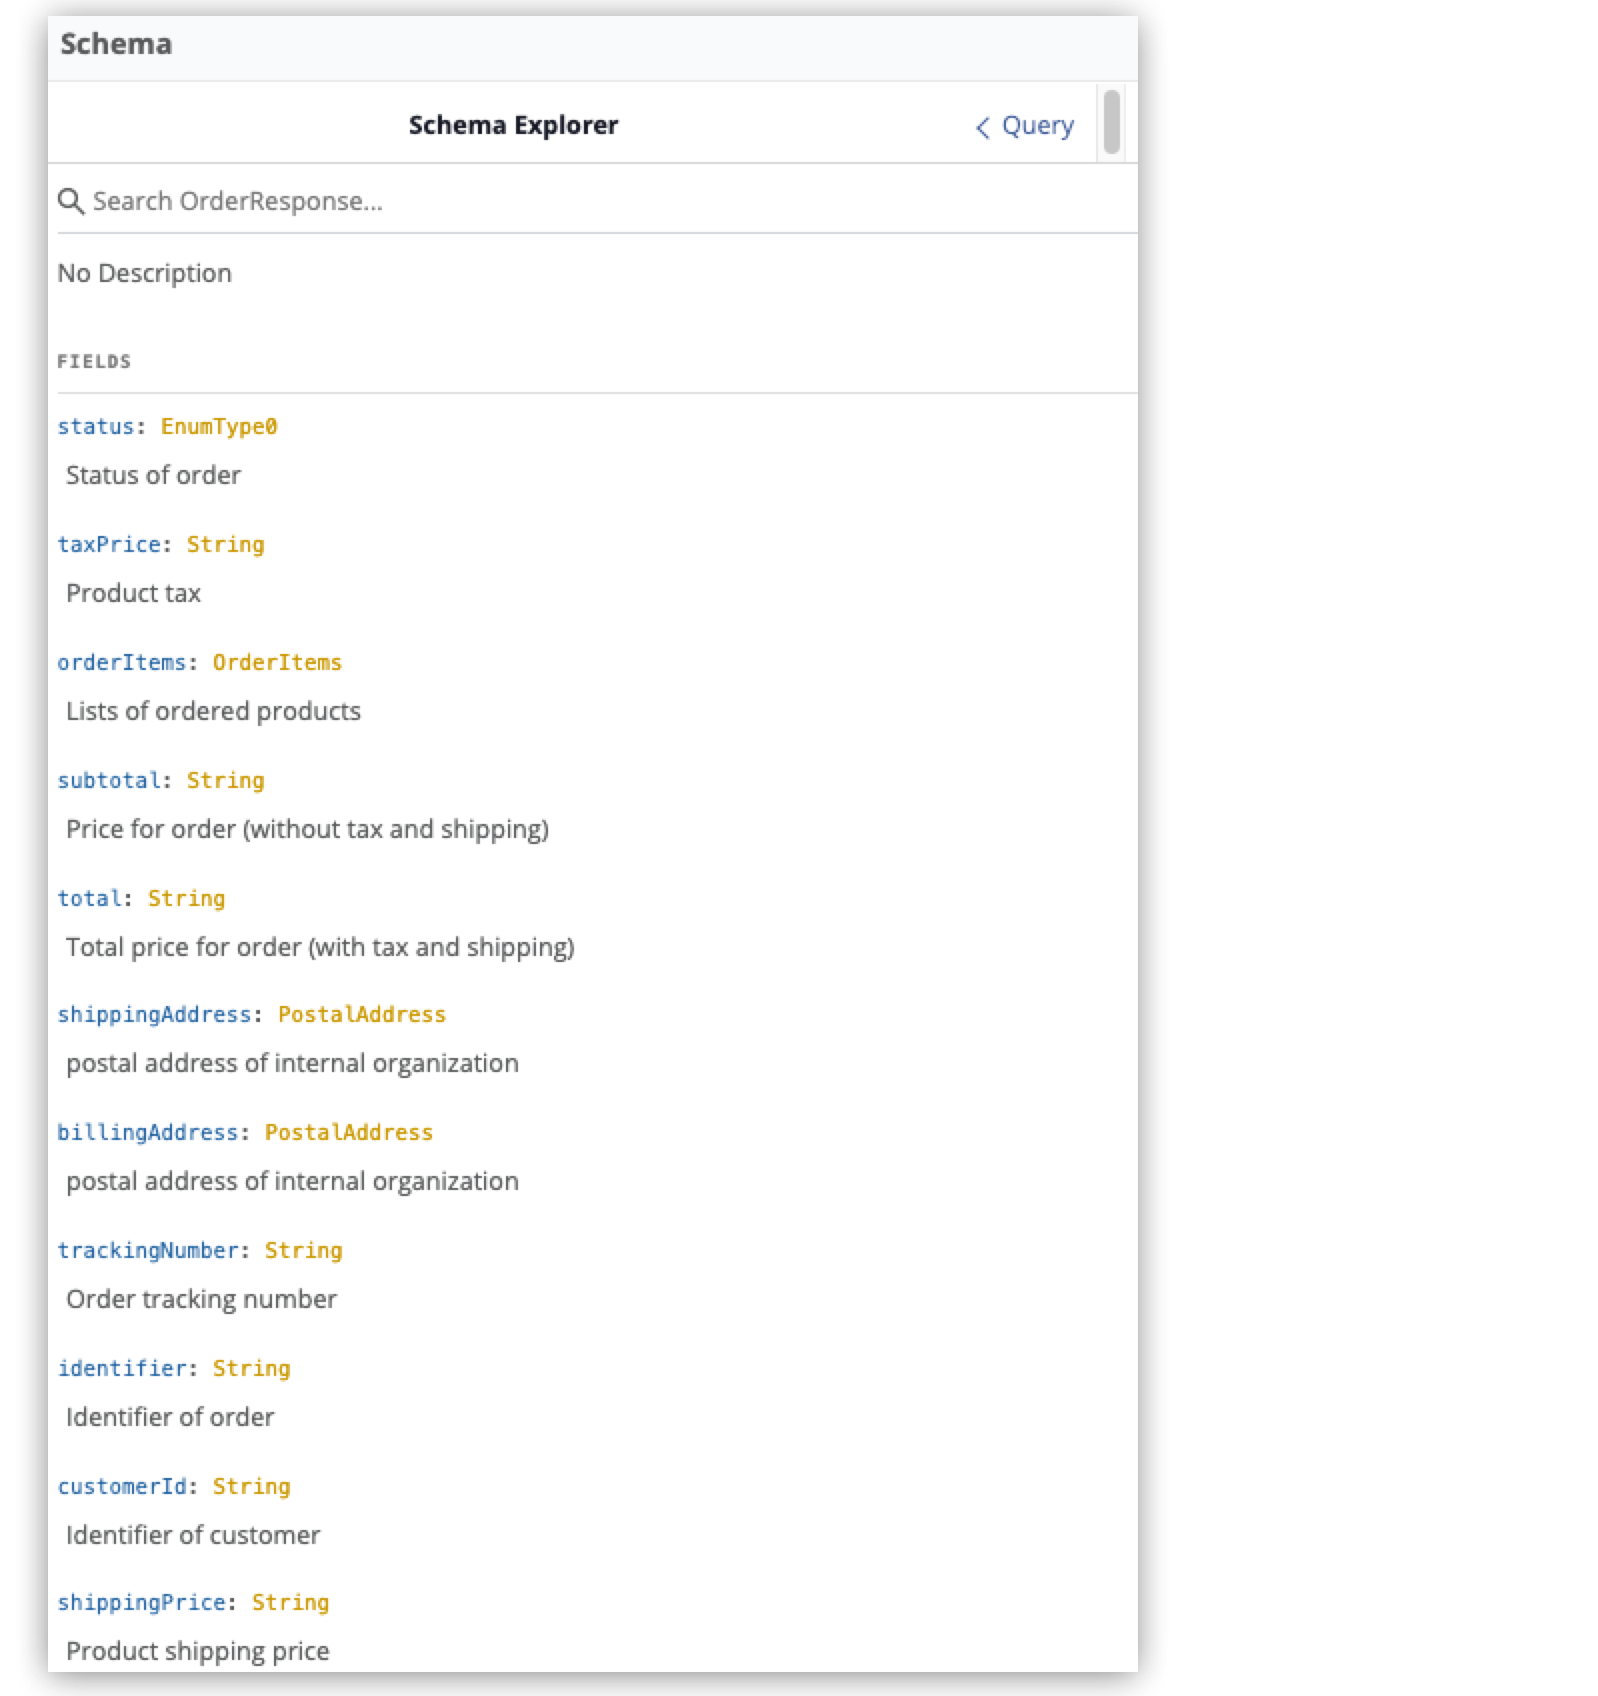 Schema
Schema Explorer
Query
Search OrderResponse...
No Description
FIELDS
status: EnumType0
Status of order
taxPrice: String
Product tax
orderItems: OrderItems
Lists of ordered products
subtotal: String
Price for order (without tax and shipping)
total: String
Total price for order (with tax and shipping)
shippingAddress: PostalAddress
postal address of internal organization
billingAddress: PostalAddress
postal address of internal organization
trackingNumber: String
Order tracking number
identifier: String
Identifier of order
customerId: String
Identifier of customer
shippingPrice: String
Product shipping price